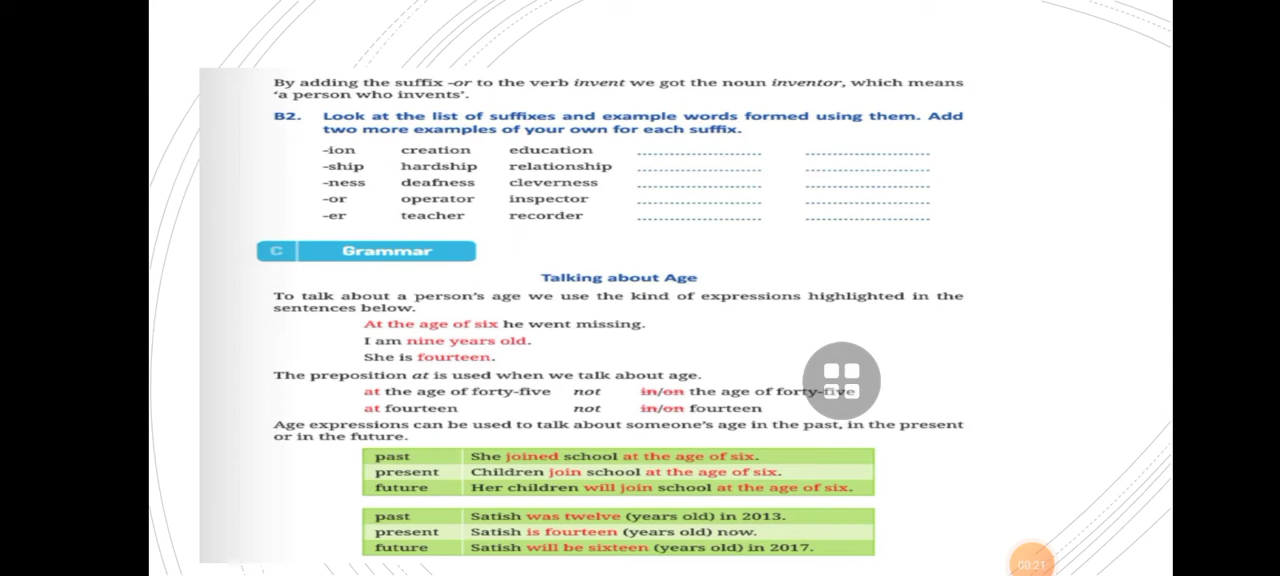 By adding the suffix -or to the verb invent we got the noun inventor, which means
'a person who invents'.
B2. Look at the list of suffixes and example words formed using them. Add
two more examples of your own for each suffix.
-ion creation education
-ship hardship relationship
-ness deafness cleverness
-or operator inspector
-er teacher recorder
C Grammar
Talking about Age
To talk about a person's age we use the kind of expressions highlighted in the
sentences below.
At the age of six he went missing.
I am nine years old.
She is fourteen.
The preposition at is used when we talk about age.
at the age of forty-five not in/on the age of forty-five
at fourteen not in/on fourteen
Age expressions can be used to talk about someone's age in the past, in the present
or in the future.
past She joined school at the age of six.
present Children join school at the age of six.
future Her children will join school at the age of six.
past Satish was twelve (years old) in 2013.
present Satish is fourteen (years old) now.
future Satish will be sixteen (years old) in 2017.
00:21